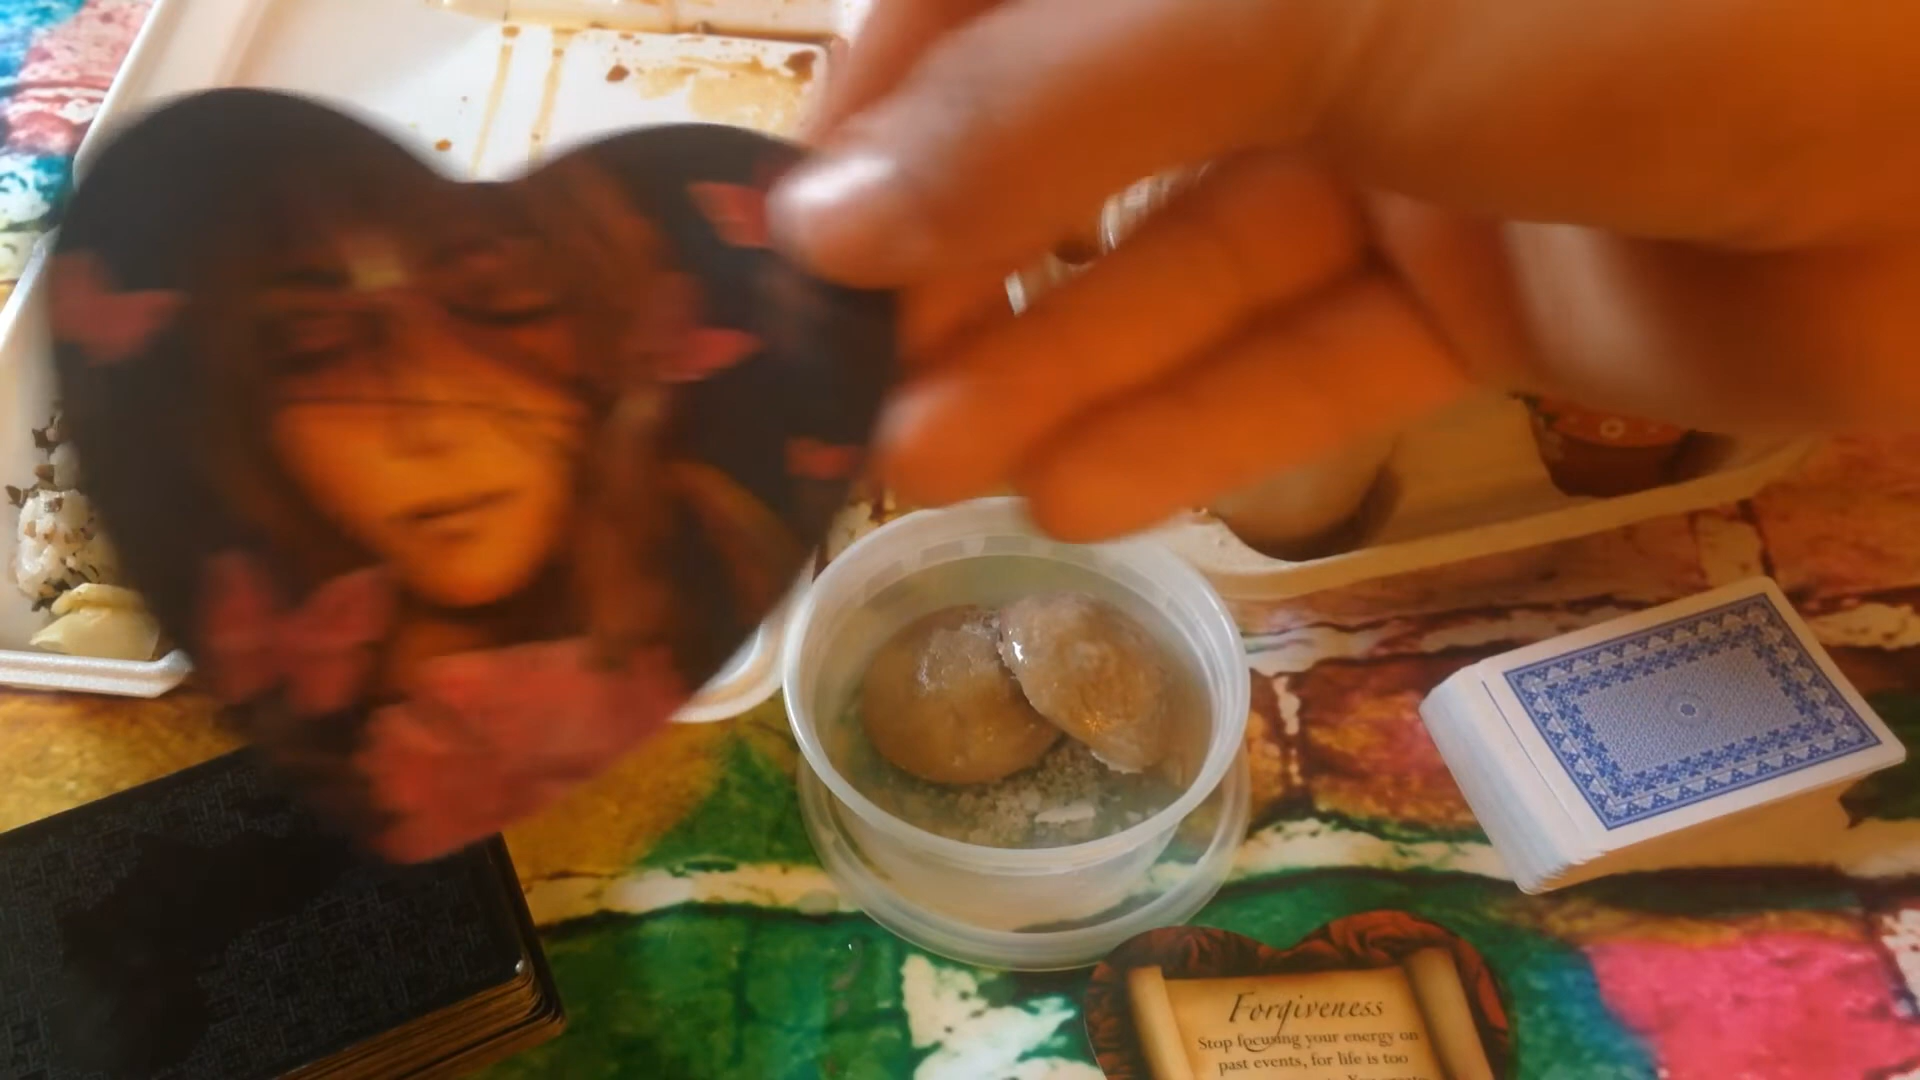 Forgiveness
Stop focusing your energy on
past events, for life is too